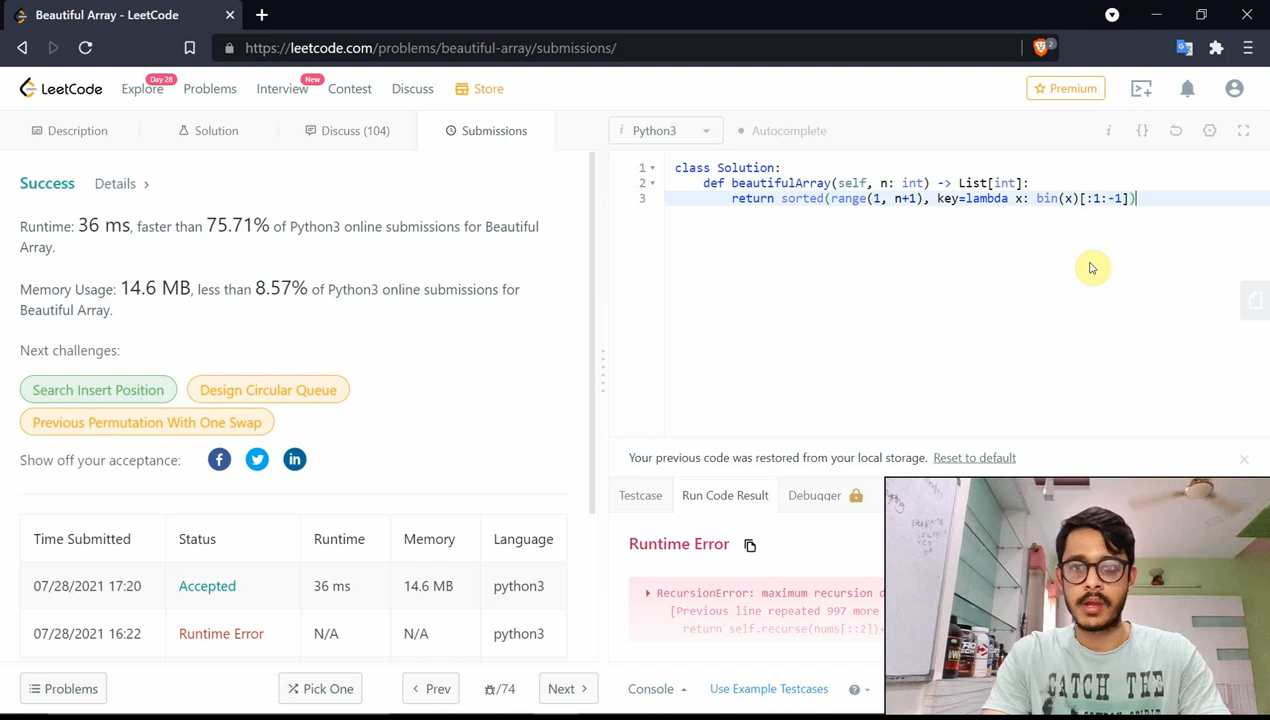 Beautiful Array - LeetCode
https://leetcode.com/problems/beautiful-array/submissions/
2
LeetCode
Explore
Day 28
Problems
Interview
New
Contest
Discuss
Store
Premium
Description
Solution
Discuss (104)
Submissions
i Python3
Autocomplete
Success
Details
Runtime: 36 ms, faster than 75.71% of Python3 online submissions for Beautiful
Array.
Memory Usage: 14.6 MB, less than 8.57% of Python3 online submissions for
Beautiful Array.
Next challenges:
Search Insert Position
Design Circular Queue
Previous Permutation With One Swap
Show off your acceptance:
Time Submitted Status Runtime Memory Language
07/28/2021 17:20 Accepted 36 ms 14.6 MB python3
07/28/2021 16:22 Runtime Error N/A N/A python3
Problems
Pick One
Prev
/74
Next
1 class Solution:
2 def beautifulArray(self, n: int) -> List[int]:
3 return sorted(range(1, n+1), key=lambda x: bin(x)[:1:-1])
Your previous code was restored from your local storage. Reset to default
Testcase
Run Code Result
Debugger
Runtime Error
RecursionError: maximum recursion
[Previous line repeated 997 more
return self.recurse(nums[::2])+
Console
Use Example Testcases
CATCH THE